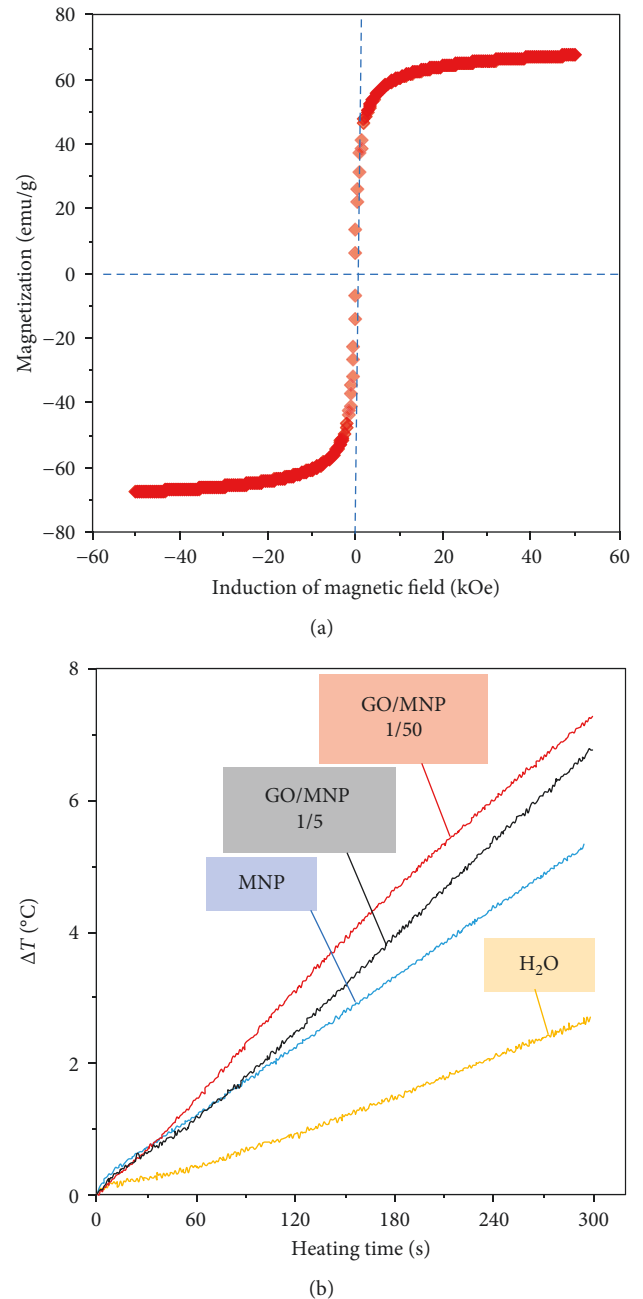 80
60
40
20
0
−20
−40
−60
−80
Magnetization (emu/g)
−60
−40
−20
0
20
40
60
Induction of magnetic field (kOe)
(a)
8
6
4
2
0
ΔT (°C)
GO/MNP
1/50
GO/MNP
1/5
MNP
H₂O
0
60
120
180
240
300
Heating time (s)
(b)